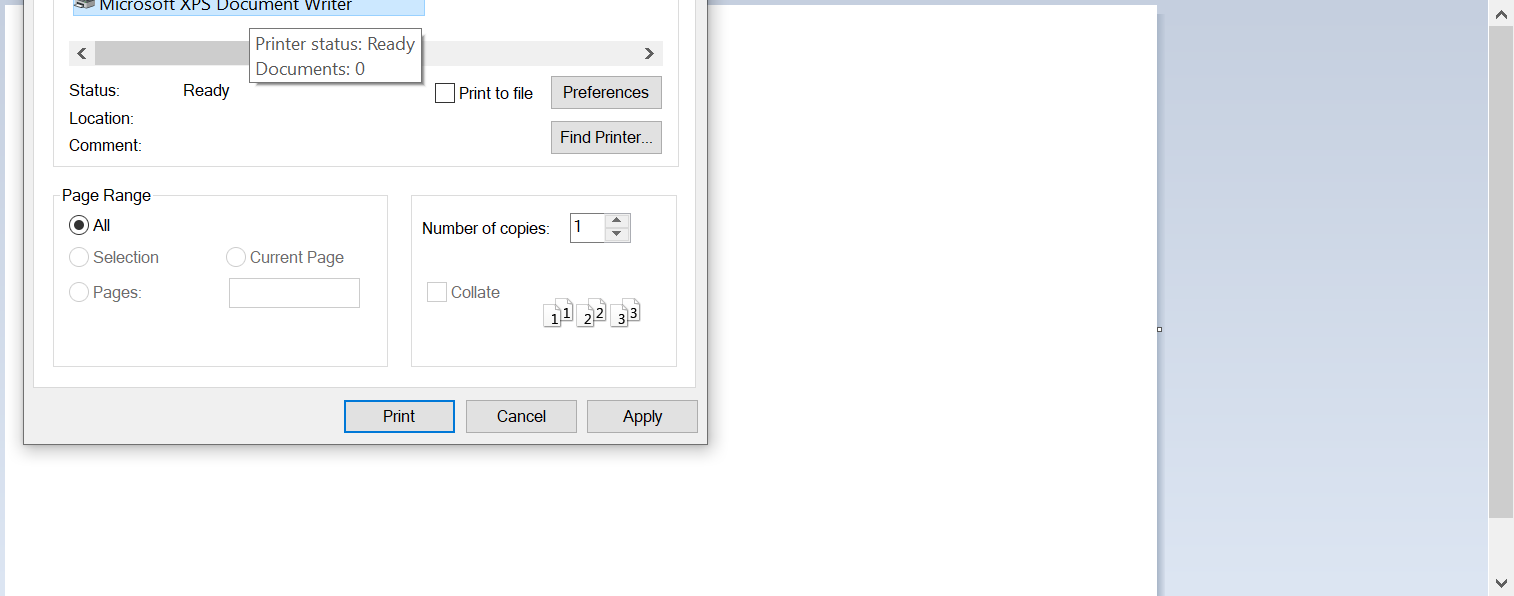 Microsoft XPS Document Writer
Printer status: Ready
Documents: 0
Status: Ready
Print to file
Preferences
Location:
Find Printer...
Comment:
Page Range
All
Number of copies: 1
Selection
Current Page
Pages:
Collate
1 1 2 2 3 3
Print
Cancel
Apply